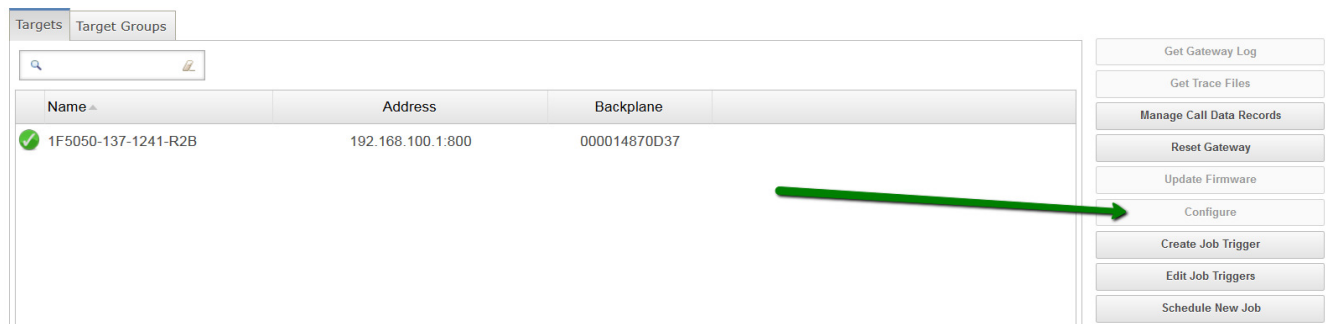 Targets Target Groups
Get Gateway Log
Get Trace Files
Name Address Backplane
Manage Call Data Records
1F5050-137-1241-R2B 192.168.100.1:800 000014870D37
Reset Gateway
Update Firmware
Configure
Create Job Trigger
Edit Job Triggers
Schedule New Job